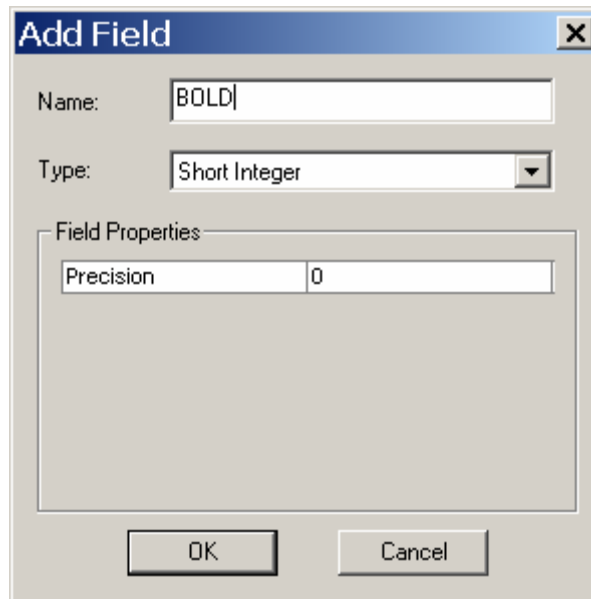 Add Field
Name: BOLD
Type: Short Integer
Field Properties
Precision 0
OK Cancel